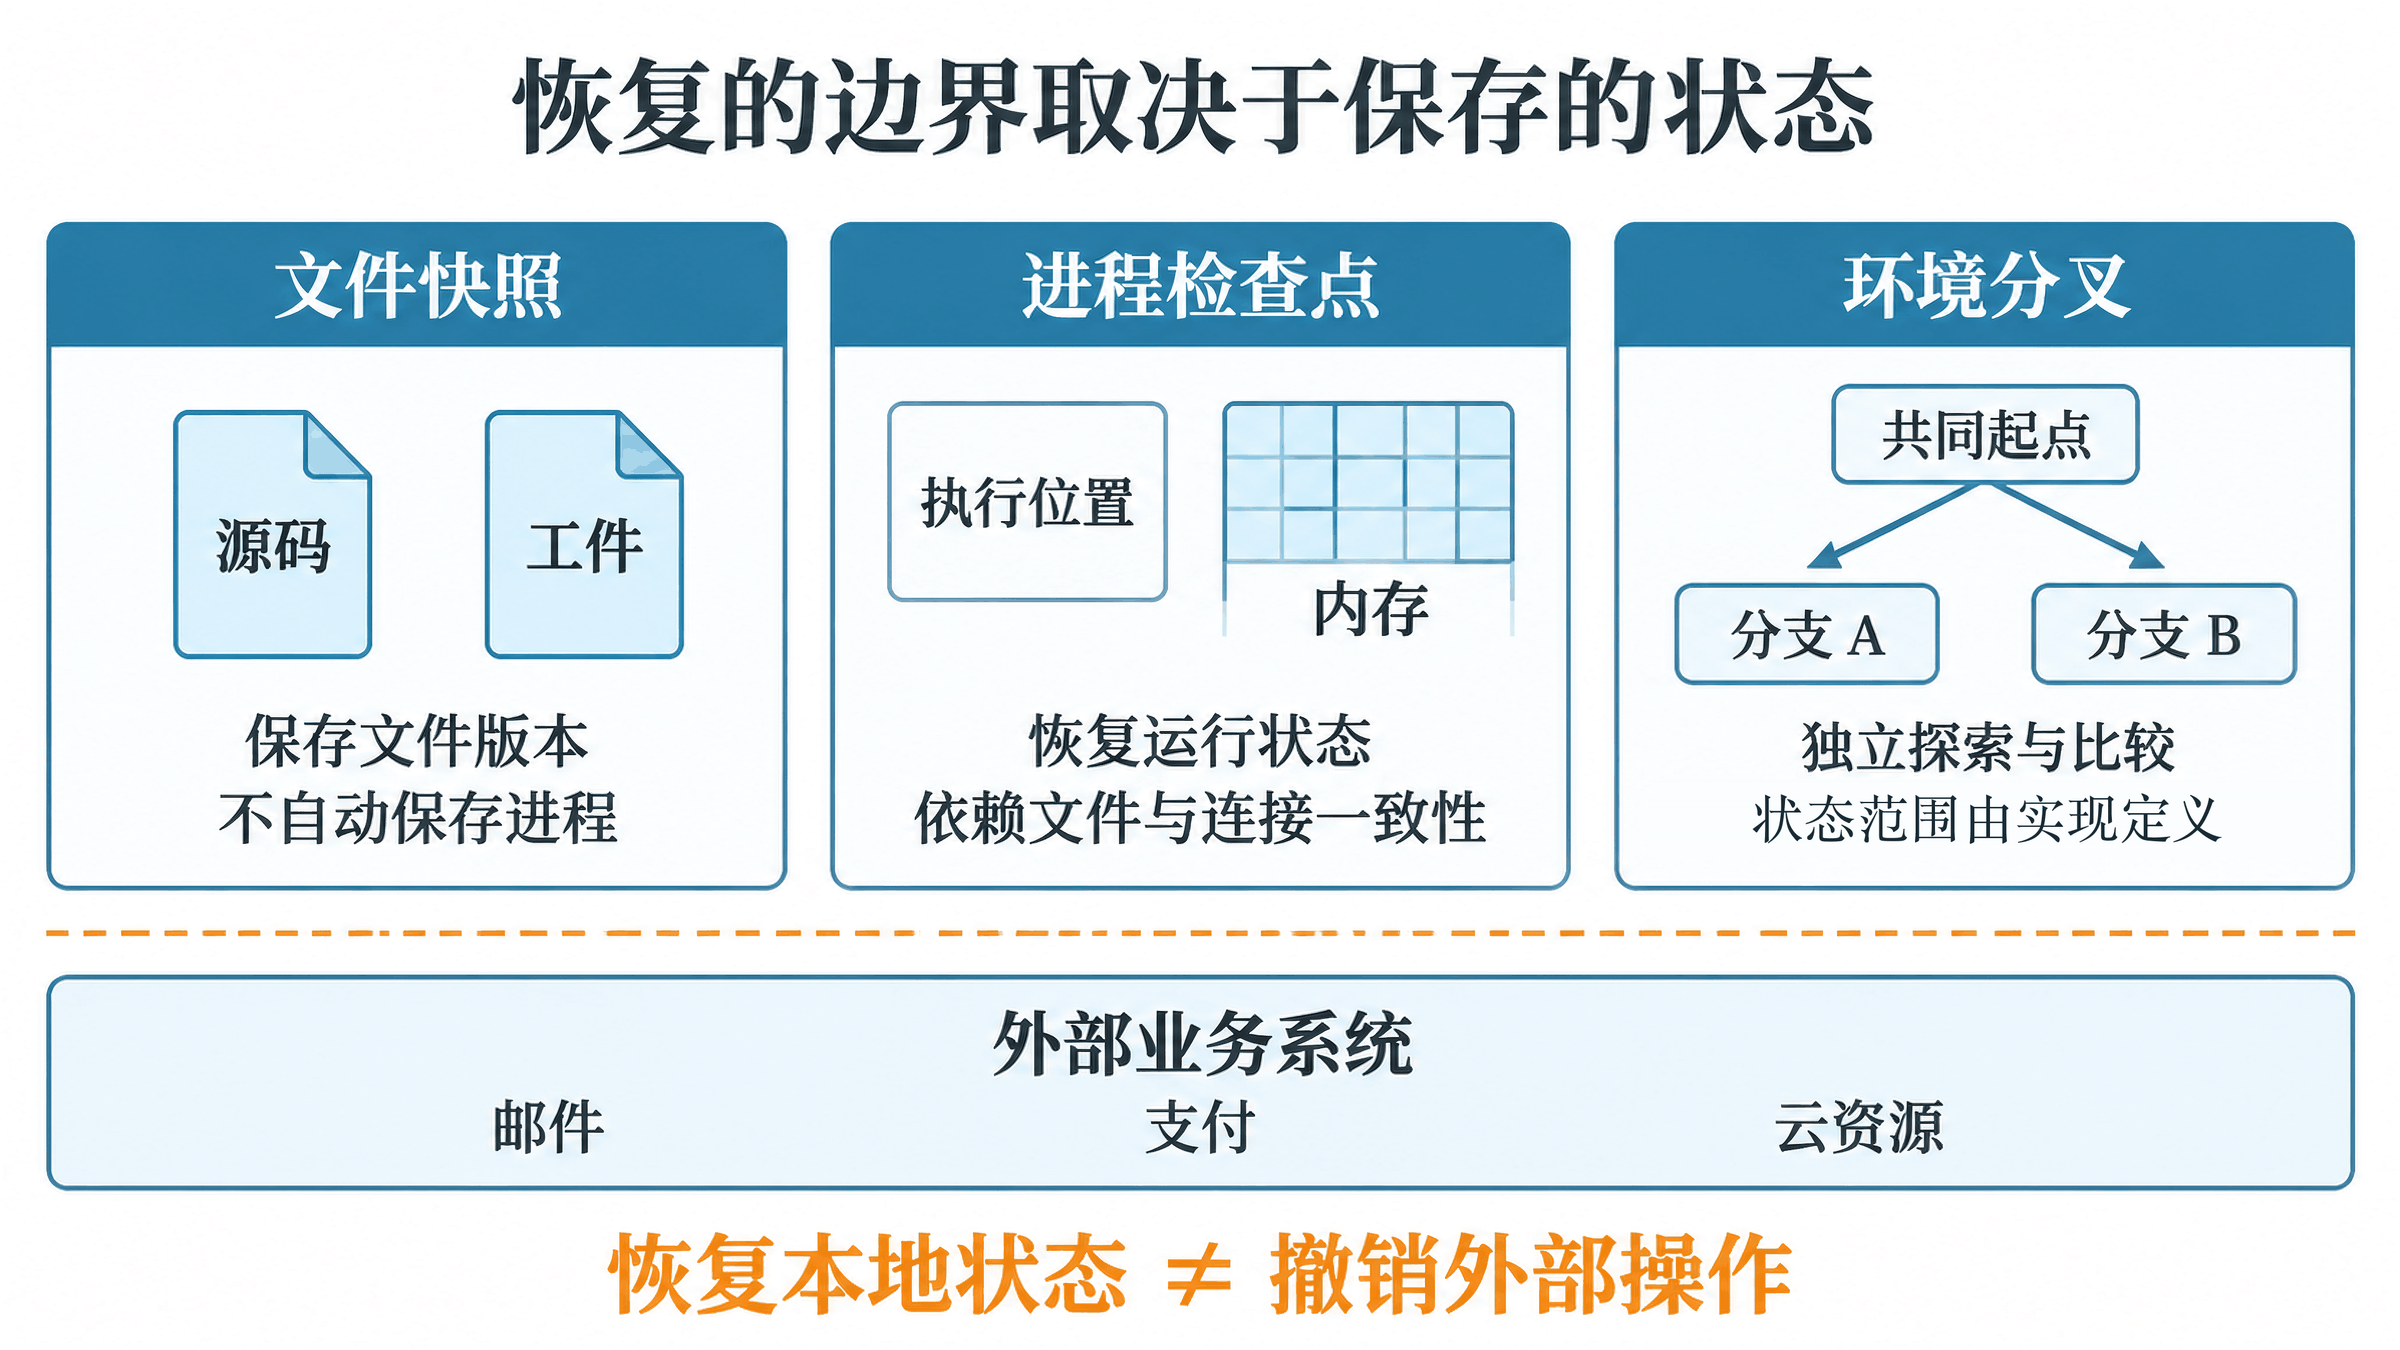 恢复的边界取决于保存的状态
文件快照
源码
工件
保存文件版本
不自动保存进程
进程检查点
执行位置
内存
恢复运行状态
依赖文件与连接一致性
环境分叉
共同起点
分支 A
分支 B
独立探索与比较
状态范围由实现定义
外部业务系统
邮件
支付
云资源
恢复本地状态 ≠ 撤销外部操作